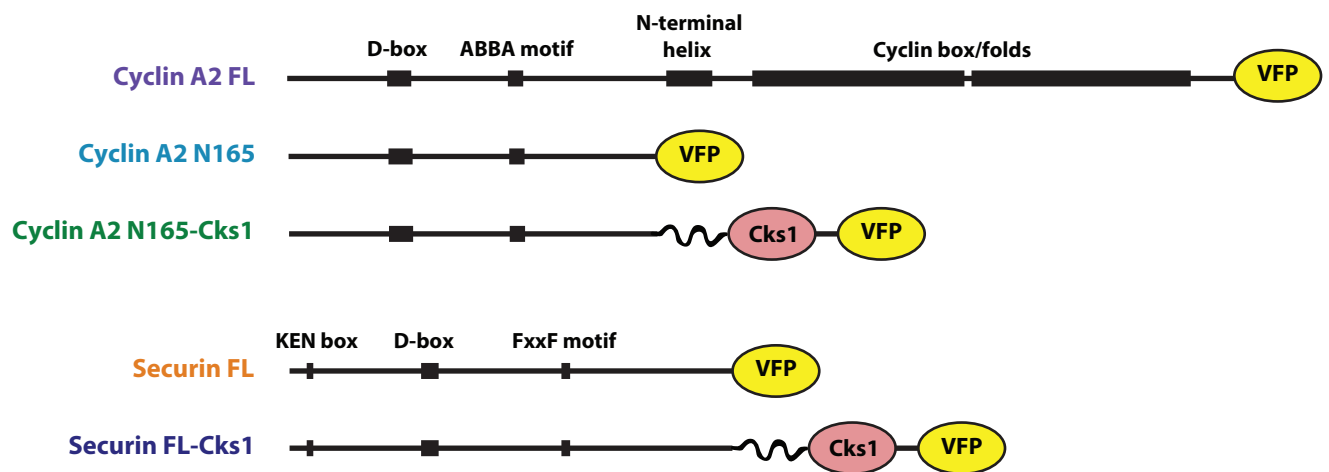 N-terminal
D-box ABBA motif helix Cyclin box/folds
Cyclin A2 FL VFP
Cyclin A2 N165 VFP
Cyclin A2 N165-Cks1 Cks1 VFP
KEN box D-box FxxF motif
Securin FL VFP
Securin FL-Cks1 Cks1 VFP